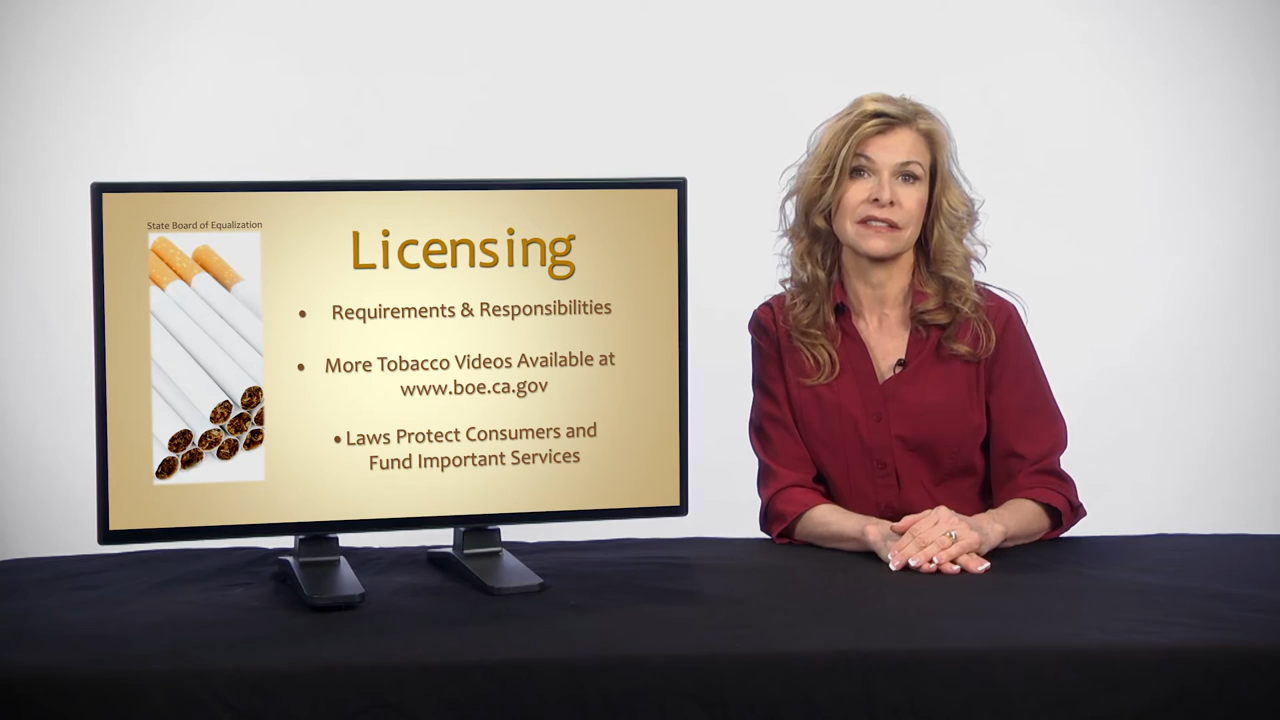 State Board of Equalization
Licensing
• Requirements & Responsibilities
• More Tobacco Videos Available at
www.boe.ca.gov
• Laws Protect Consumers and
Fund Important Services